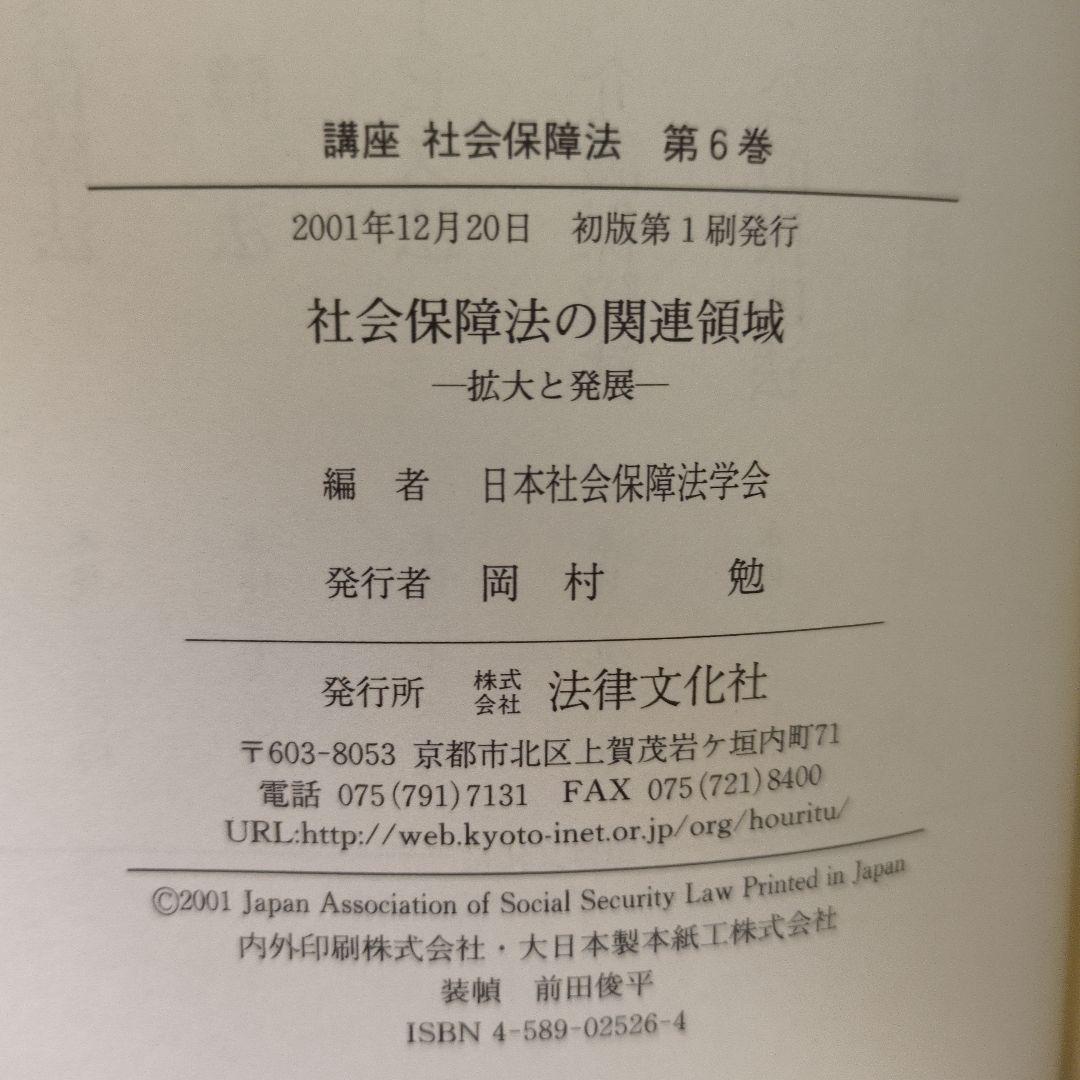 講座 社会保障法 第6巻
2001年12月20日 初版第1刷発行
社会保障法の関連領域
―拡大と発展―
編 者 日本社会保障法学会
発行者 岡 村 勉
発行所 株式会社 法律文化社
〒603-8053 京都市北区上賀茂岩ケ垣内町71
電話 075(791)7131 FAX 075(721)8400
URL:http://web.kyoto-inet.or.jp/org/houritu/
©2001 Japan Association of Social Security Law Printed in Japan
内外印刷株式会社・大日本製本紙工株式会社
装幀 前田俊平
ISBN 4-589-02526-4